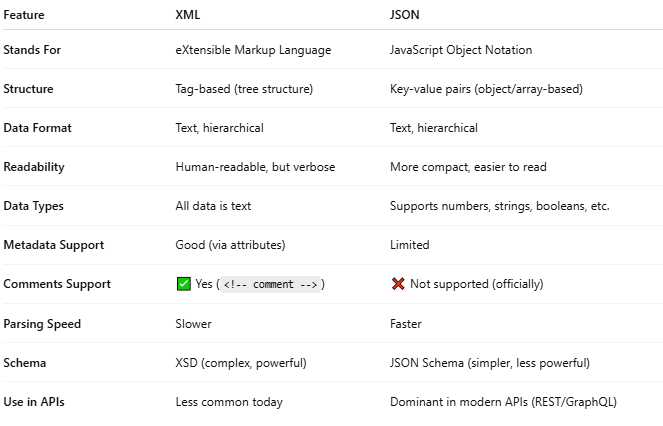 Feature XML JSON
Stands For eXtensible Markup Language JavaScript Object Notation
Structure Tag-based (tree structure) Key-value pairs (object/array-based)
Data Format Text, hierarchical Text, hierarchical
Readability Human-readable, but verbose More compact, easier to read
Data Types All data is text Supports numbers, strings, booleans, etc.
Metadata Support Good (via attributes) Limited
Comments Support ✅ Yes (<!-- comment -->) ❌ Not supported (officially)
Parsing Speed Slower Faster
Schema XSD (complex, powerful) JSON Schema (simpler, less powerful)
Use in APIs Less common today Dominant in modern APIs (REST/GraphQL)